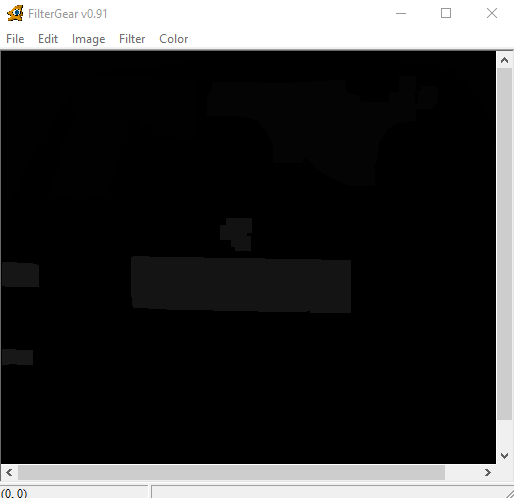 FilterGear v0.91
File Edit Image Filter Color
(0, 0)